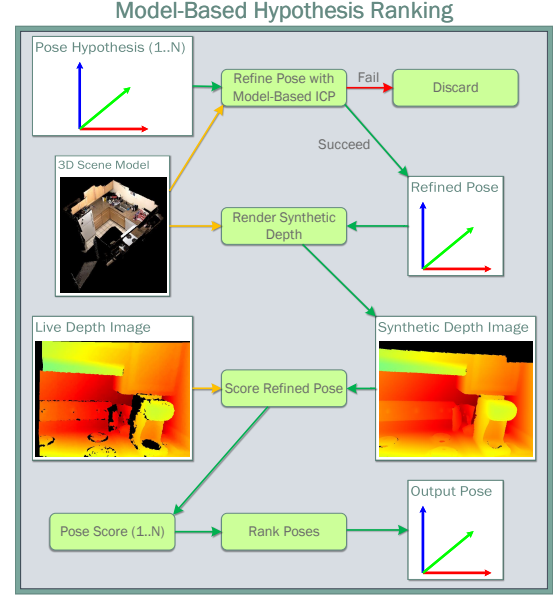 Model-Based Hypothesis Ranking
Pose Hypothesis (1..N)
Refine Pose with
Model-Based ICP
Fail
Discard
Succeed
3D Scene Model
Refined Pose
Render Synthetic
Depth
Live Depth Image
Synthetic Depth Image
Score Refined Pose
Output Pose
Pose Score (1..N)
Rank Poses